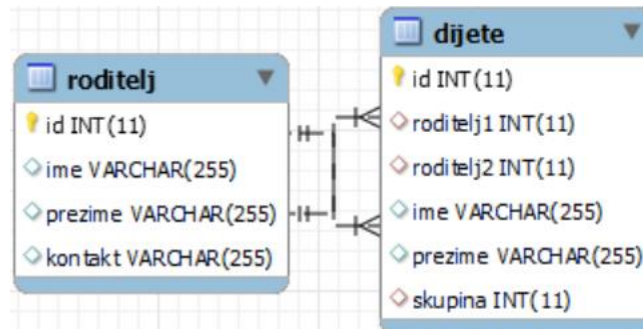 roditelj
id INT(11)
ime VARCHAR(255)
prezime VARCHAR(255)
kontakt VARCHAR(255)
dijete
id INT(11)
roditelj1 INT(11)
roditelj2 INT(11)
ime VARCHAR(255)
prezime VARCHAR(255)
skupina INT(11)